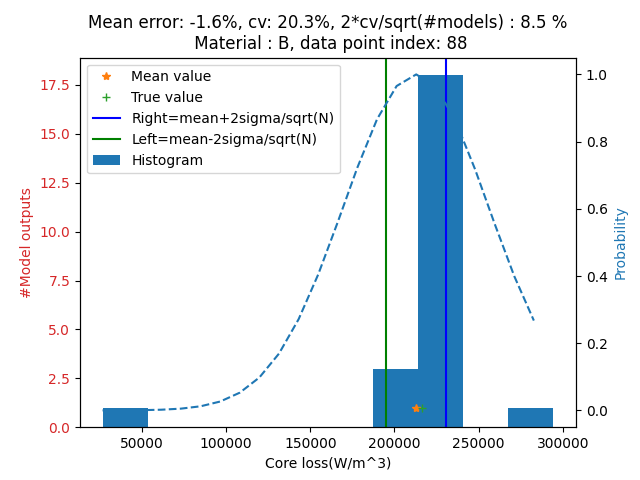 Mean error: -1.6%, cv: 20.3%, 2*cv/sqrt(#models) : 8.5 %
Material : B, data point index: 88
Mean value
True value
Right=mean+2sigma/sqrt(N)
Left=mean-2sigma/sqrt(N)
Histogram
17.5
15.0
12.5
10.0
7.5
5.0
2.5
0.0
#Model outputs
1.0
0.8
0.6
0.4
0.2
0.0
Probability
50000 100000 150000 200000 250000 300000
Core loss(W/m^3)